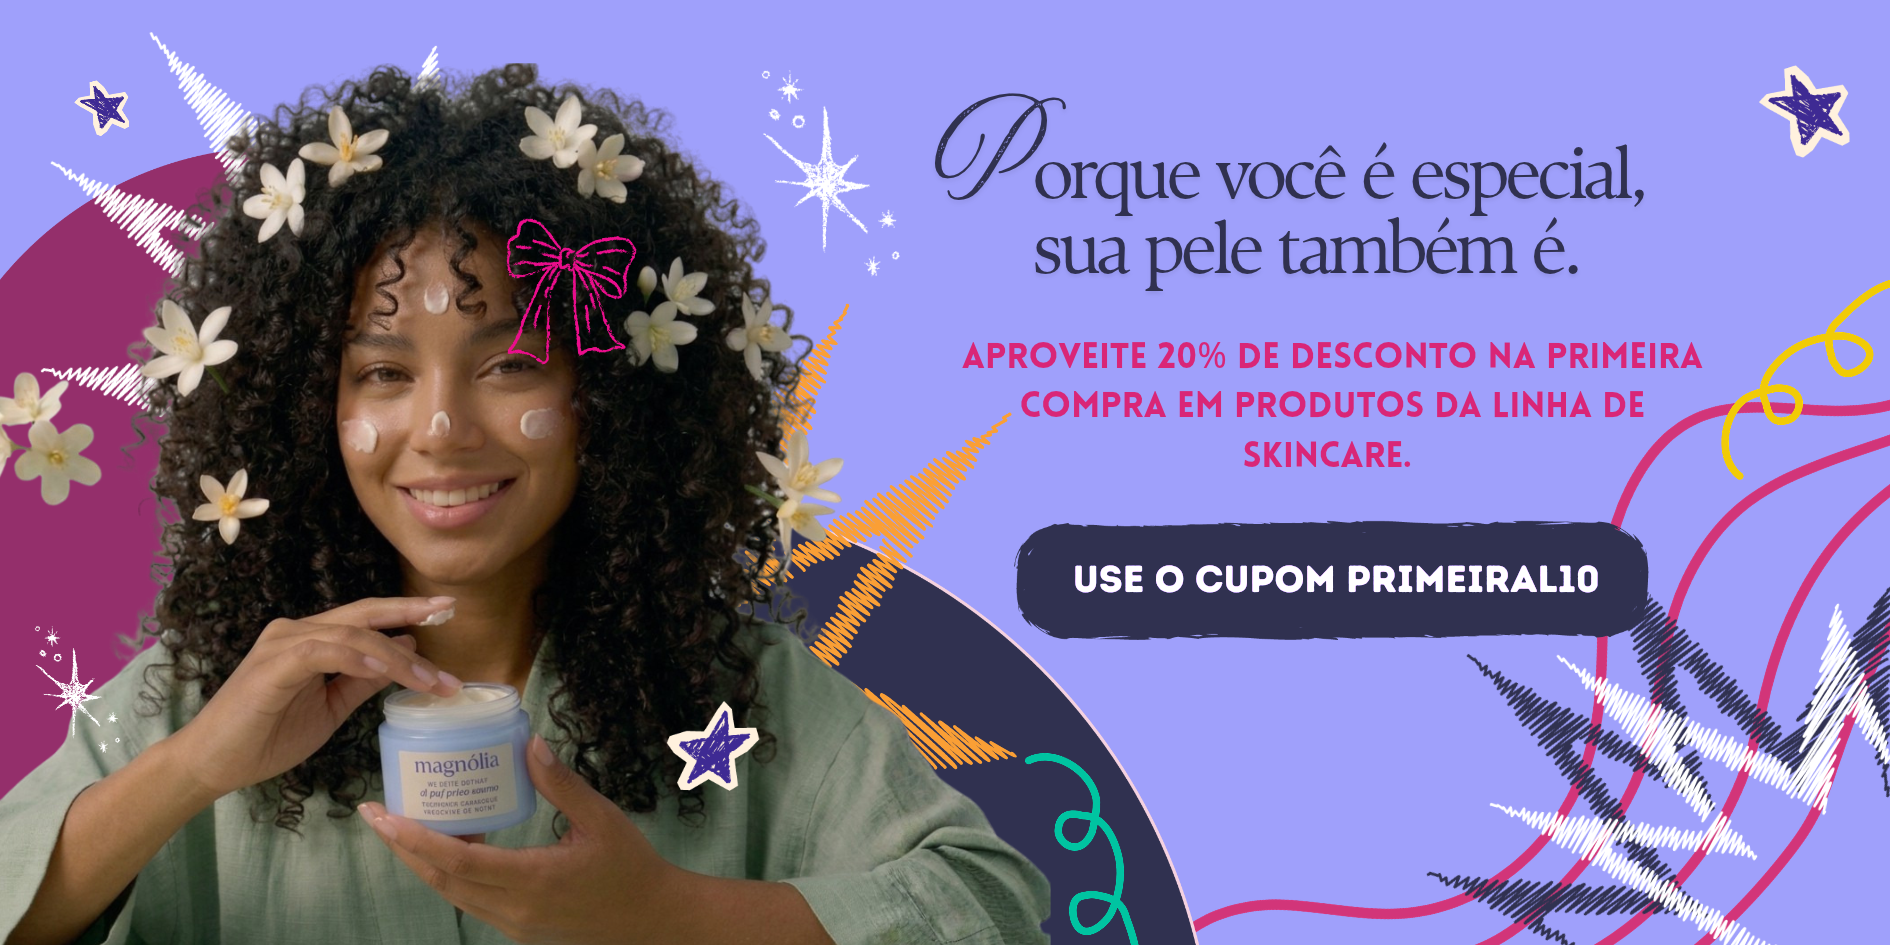 Porque você é especial,
sua pele também é.
APROVEITE 20% DE DESCONTO NA PRIMEIRA
COMPRA EM PRODUTOS DA LINHA DE
SKINCARE.
USE O CUPOM PRIMEIRAL10
magnólia